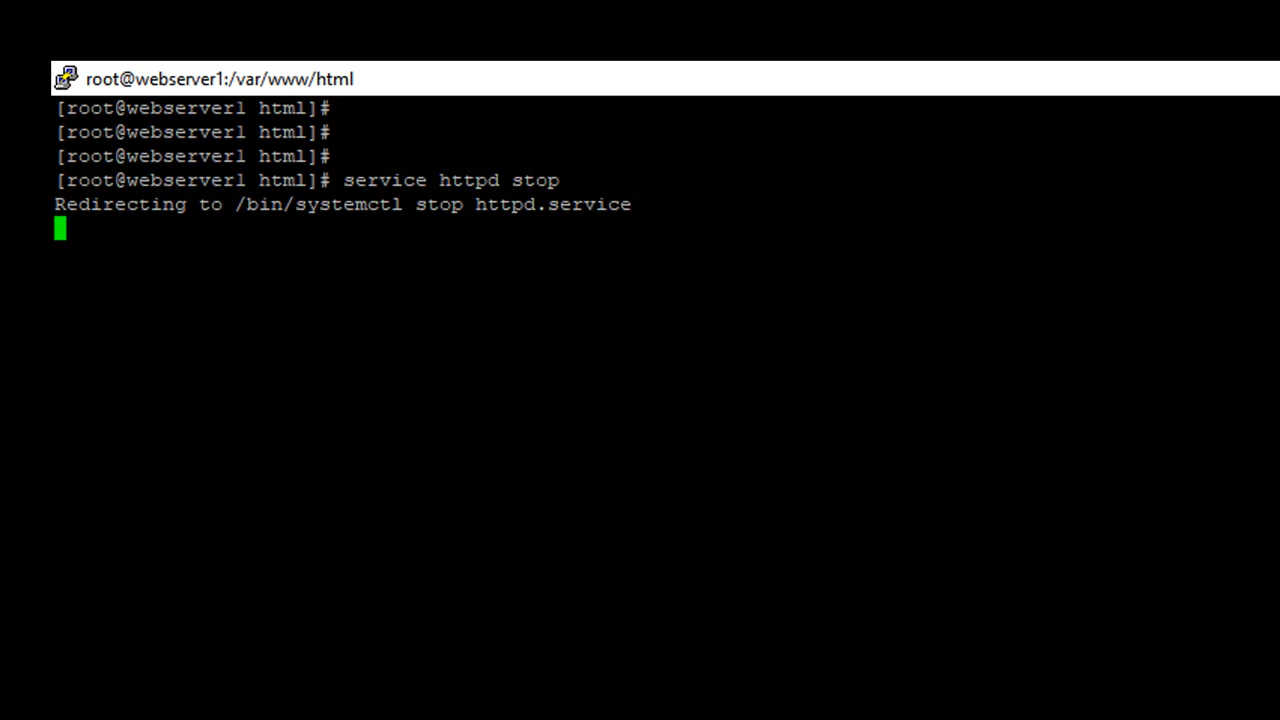 root@webserver1:/var/www/html
[root@webserver1 html]#
[root@webserver1 html]#
[root@webserver1 html]#
[root@webserver1 html]# service httpd stop
Redirecting to /bin/systemctl stop httpd.service